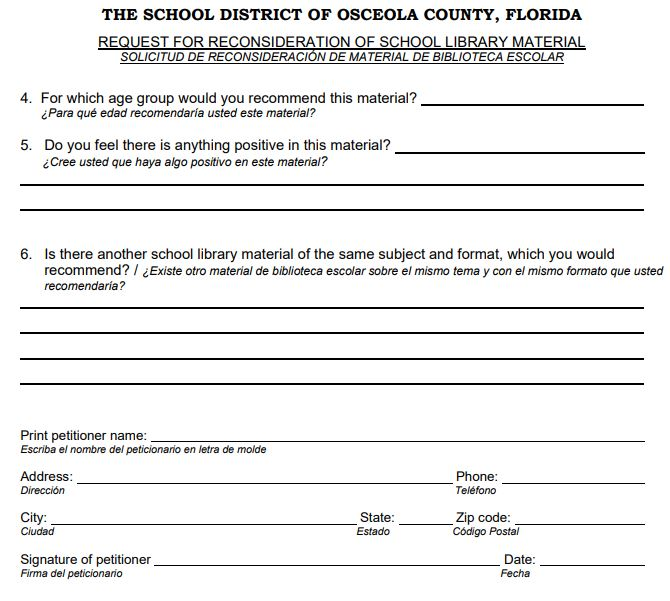 THE SCHOOL DISTRICT OF OSCEOLA COUNTY, FLORIDA
REQUEST FOR RECONSIDERATION OF SCHOOL LIBRARY MATERIAL
SOLICITUD DE RECONSIDERACIÓN DE MATERIAL DE BIBLIOTECA ESCOLAR
4. For which age group would you recommend this material?
¿Para qué edad recomendaría usted este material?
5. Do you feel there is anything positive in this material?
¿Cree usted que haya algo positivo en este material?
6. Is there another school library material of the same subject and format, which you would
recommend? / ¿Existe otro material de biblioteca escolar sobre el mismo tema y con el mismo formato que usted
recomendaría?
Print petitioner name:
Escriba el nombre del peticionario en letra de molde
Address: Phone:
Dirección Teléfono
City: State: Zip code:
Ciudad Estado Código Postal
Signature of petitioner Date:
Firma del peticionario Fecha